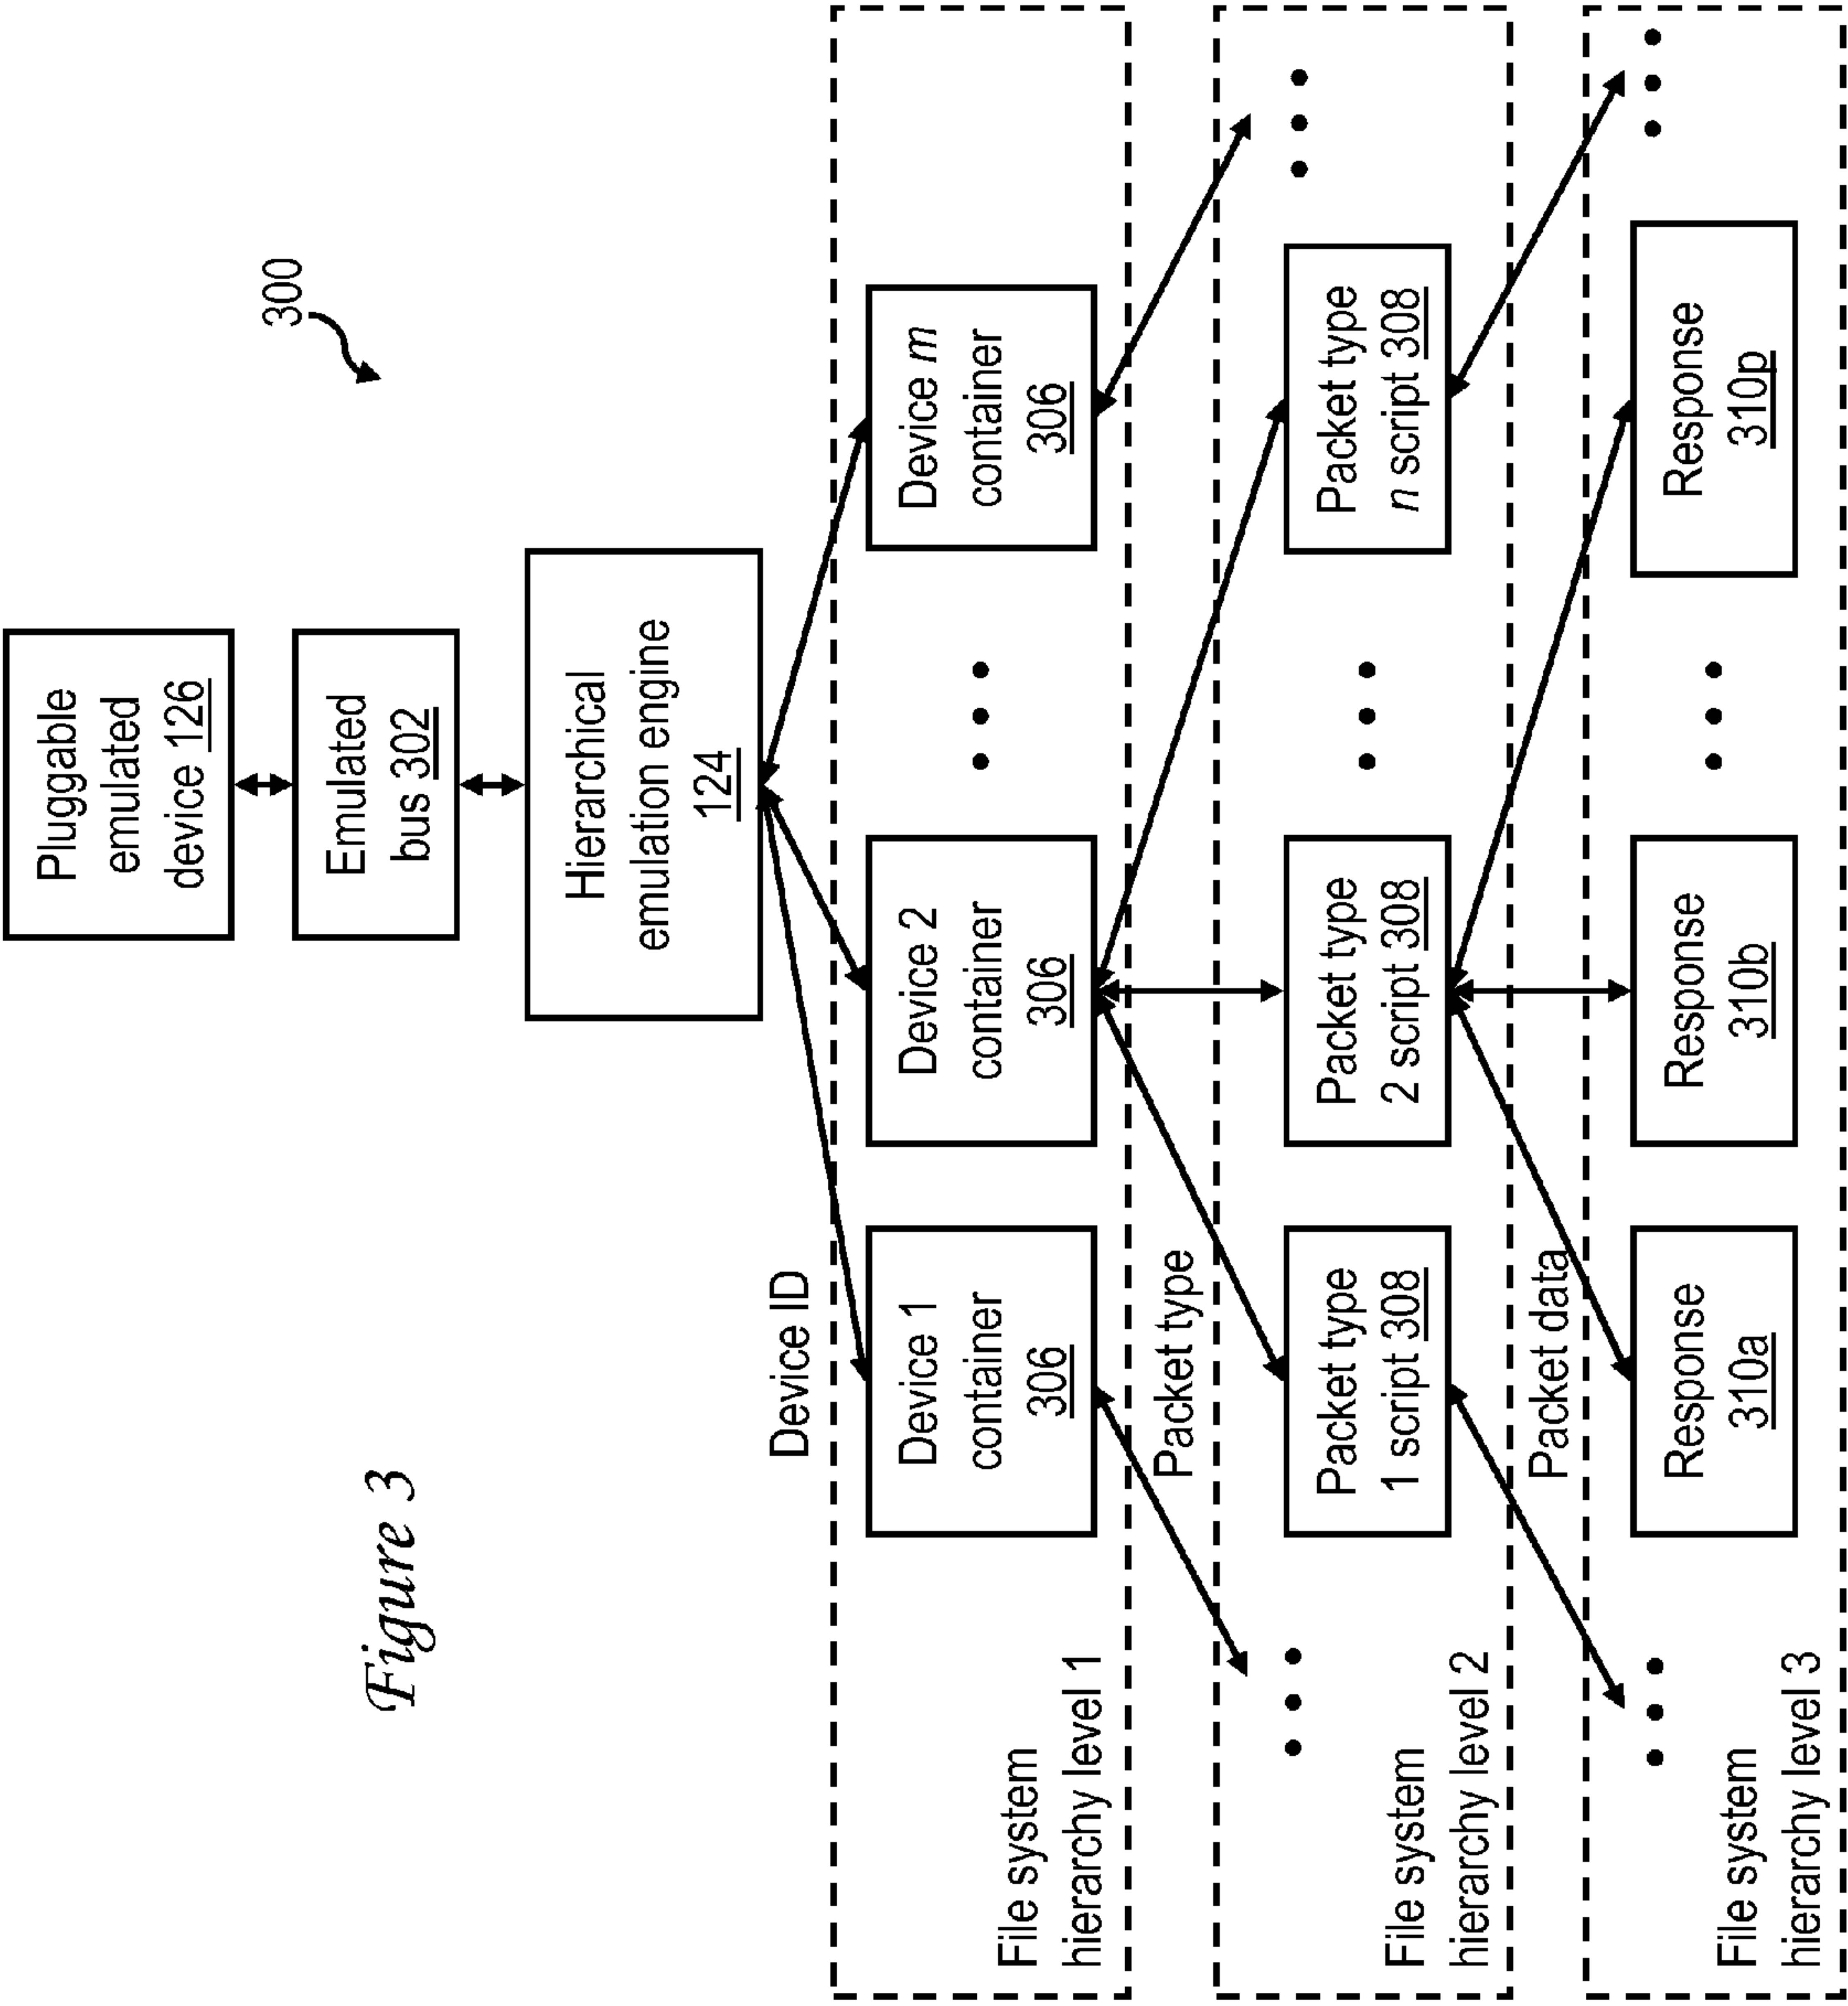 Figure 3
300
Pluggable
emulated
device 126
Emulated
bus 302
Hierarchical
emulation engine
124
Device ID
Device 1
container
306
Device 2
container
306
Device m
container
306
File system
hierarchy level 1
Packet type
Packet type
1 script 308
Packet type
2 script 308
Packet type
n script 308
File system
hierarchy level 2
Packet data
Response
310a
Response
310b
Response
310p
File system
hierarchy level 3